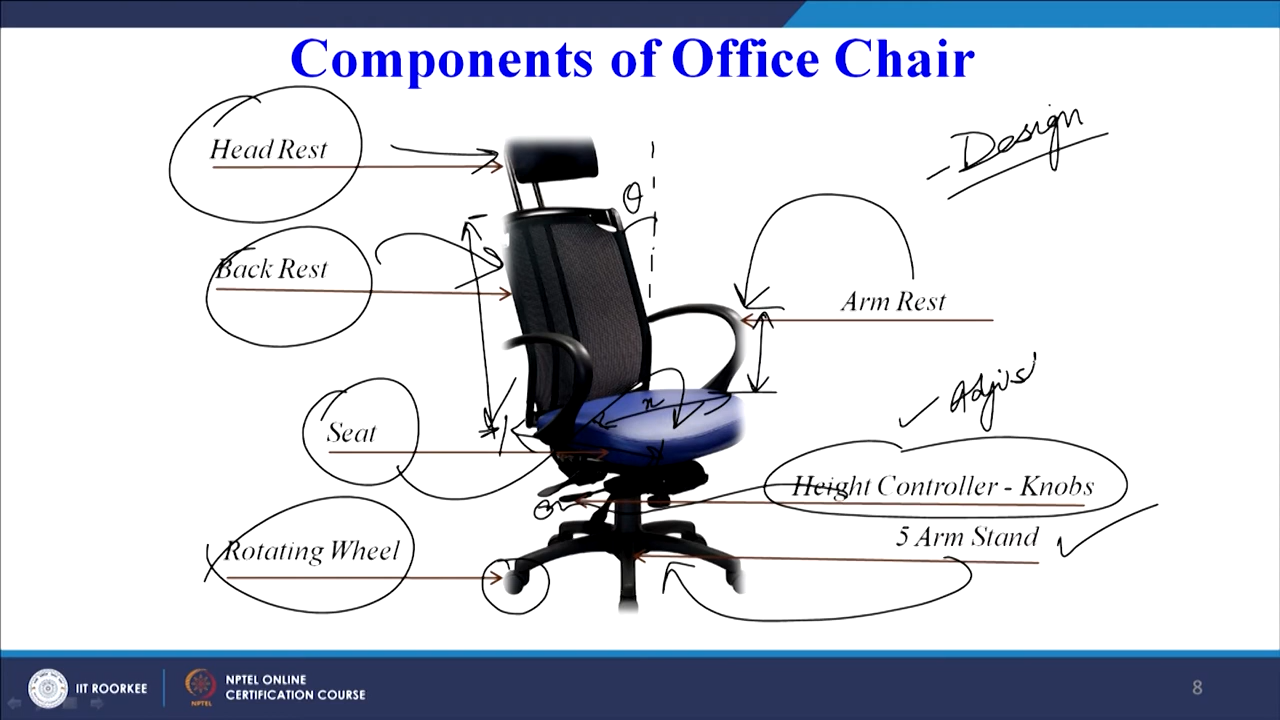 Components of Office Chair
Head Rest
Design
θ
Back Rest
Arm Rest
x
Seat
Height Controller - Knobs
5 Arm Stand
Rotating Wheel
IIT ROORKEE
NPTEL ONLINE
CERTIFICATION COURSE
NPTEL
8